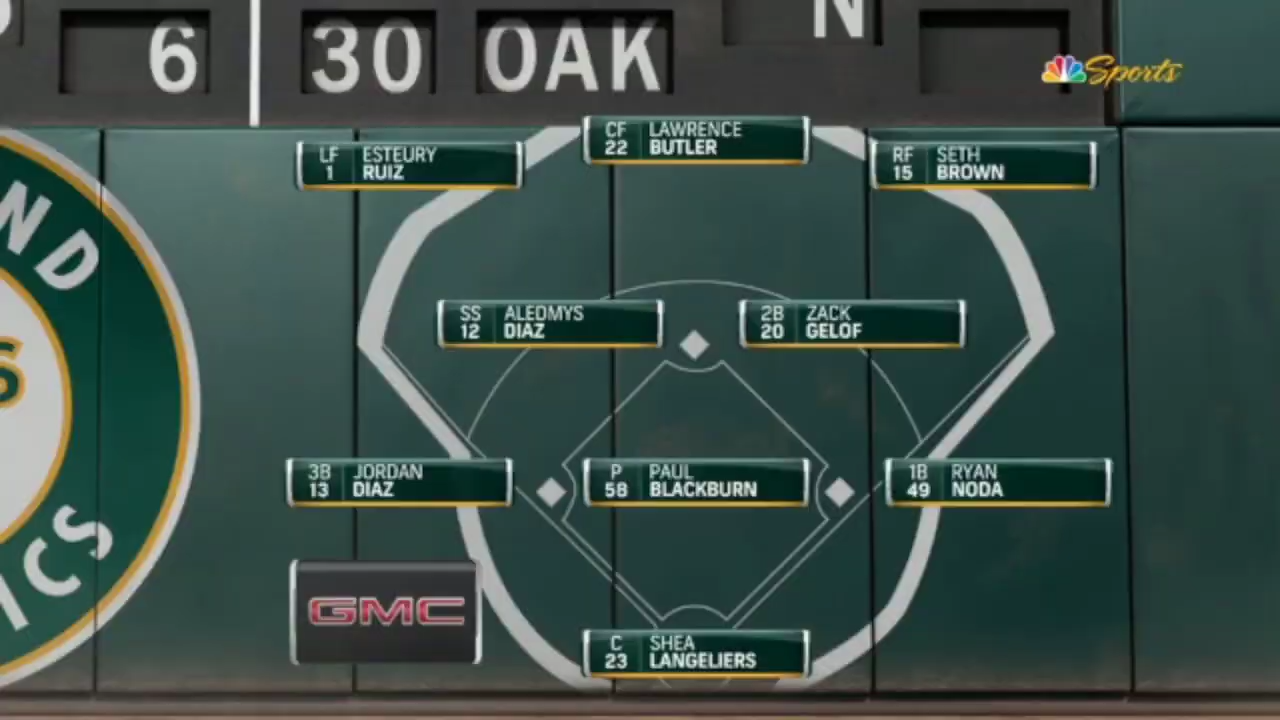 6 30 OAK N
Sports
CF LAWRENCE
22 BUTLER
LF ESTEURY
1 RUIZ
RF SETH
15 BROWN
SS ALEDMYS
12 DIAZ
2B ZACK
20 GELOF
3B JORDAN
13 DIAZ
P PAUL
58 BLACKBURN
1B RYAN
49 NODA
GMC
C SHEA
23 LANGELIERS
ND
S
ICS